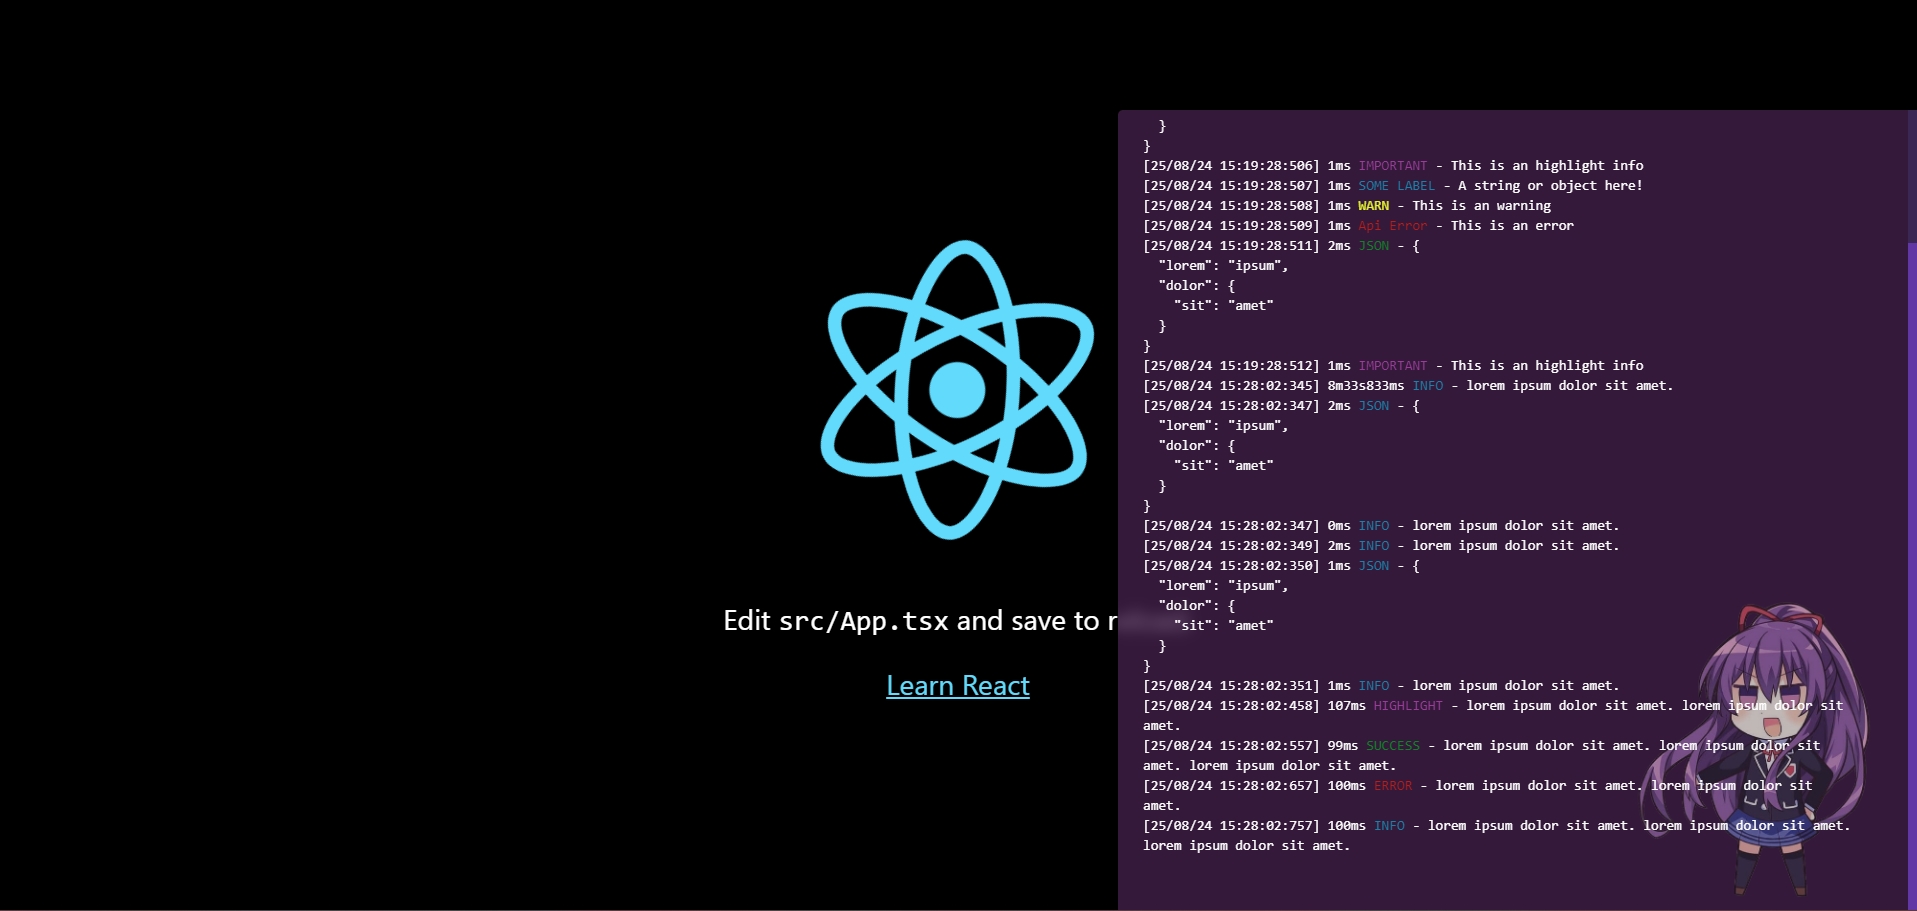 Edit src/App.tsx and save to
Learn React
  }
}
[25/08/24 15:19:28:506] 1ms IMPORTANT - This is an highlight info
[25/08/24 15:19:28:507] 1ms SOME LABEL - A string or object here!
[25/08/24 15:19:28:508] 1ms WARN - This is an warning
[25/08/24 15:19:28:509] 1ms Api Error - This is an error
[25/08/24 15:19:28:511] 2ms JSON - {
  "lorem": "ipsum",
  "dolor": {
    "sit": "amet"
  }
}
[25/08/24 15:19:28:512] 1ms IMPORTANT - This is an highlight info
[25/08/24 15:28:02:345] 8m33s833ms INFO - lorem ipsum dolor sit amet.
[25/08/24 15:28:02:347] 2ms JSON - {
  "lorem": "ipsum",
  "dolor": {
    "sit": "amet"
  }
}
[25/08/24 15:28:02:347] 0ms INFO - lorem ipsum dolor sit amet.
[25/08/24 15:28:02:349] 2ms INFO - lorem ipsum dolor sit amet.
[25/08/24 15:28:02:350] 1ms JSON - {
  "lorem": "ipsum",
  "dolor": {
    "sit": "amet"
  }
}
[25/08/24 15:28:02:351] 1ms INFO - lorem ipsum dolor sit amet.
[25/08/24 15:28:02:458] 107ms HIGHLIGHT - lorem ipsum dolor sit amet. lorem ipsum dolor sit
amet.
[25/08/24 15:28:02:557] 99ms SUCCESS - lorem ipsum dolor sit amet. lorem ipsum dolor sit
amet. lorem ipsum dolor sit amet.
[25/08/24 15:28:02:657] 100ms ERROR - lorem ipsum dolor sit amet. lorem ipsum dolor sit
amet.
[25/08/24 15:28:02:757] 100ms INFO - lorem ipsum dolor sit amet. lorem ipsum dolor sit amet.
lorem ipsum dolor sit amet.